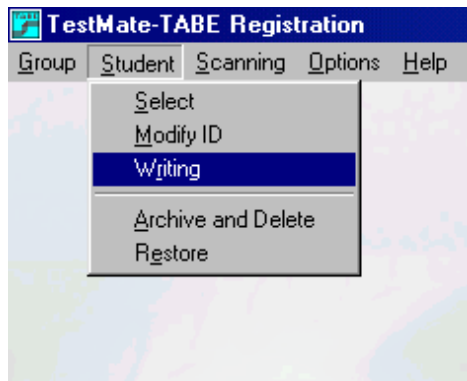 TestMate-TABE Registration
Group Student Scanning Options Help
Select
Modify ID
Writing
Archive and Delete
Restore